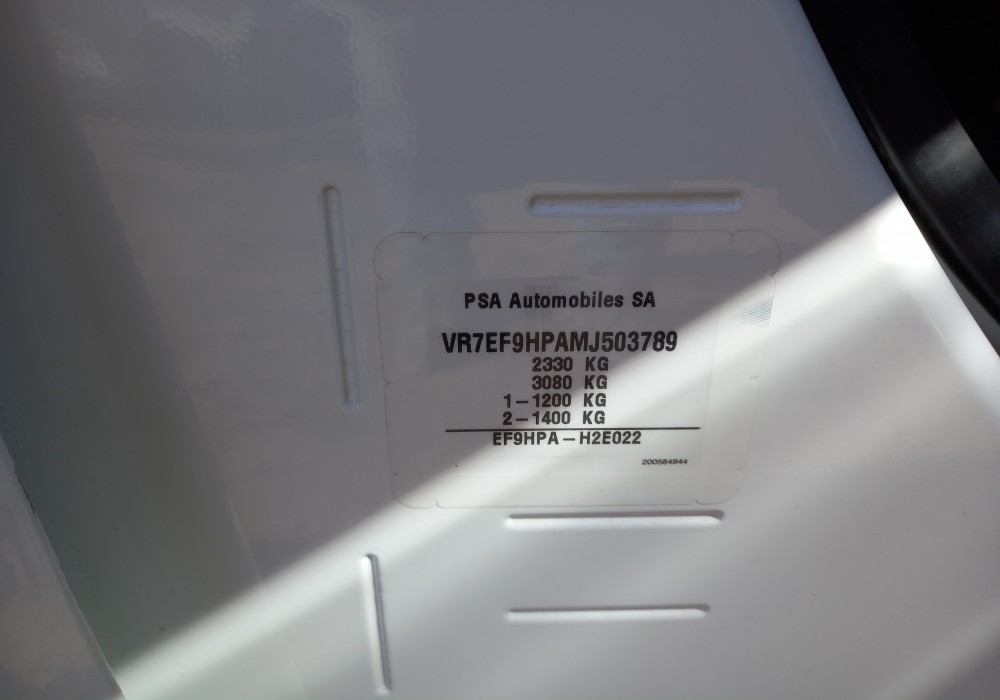 PSA Automobiles SA
VR7EF9HPAMJ503789
2330 KG
3080 KG
1–1200 KG
2–1400 KG
EF9HPA–H2E022
200584944